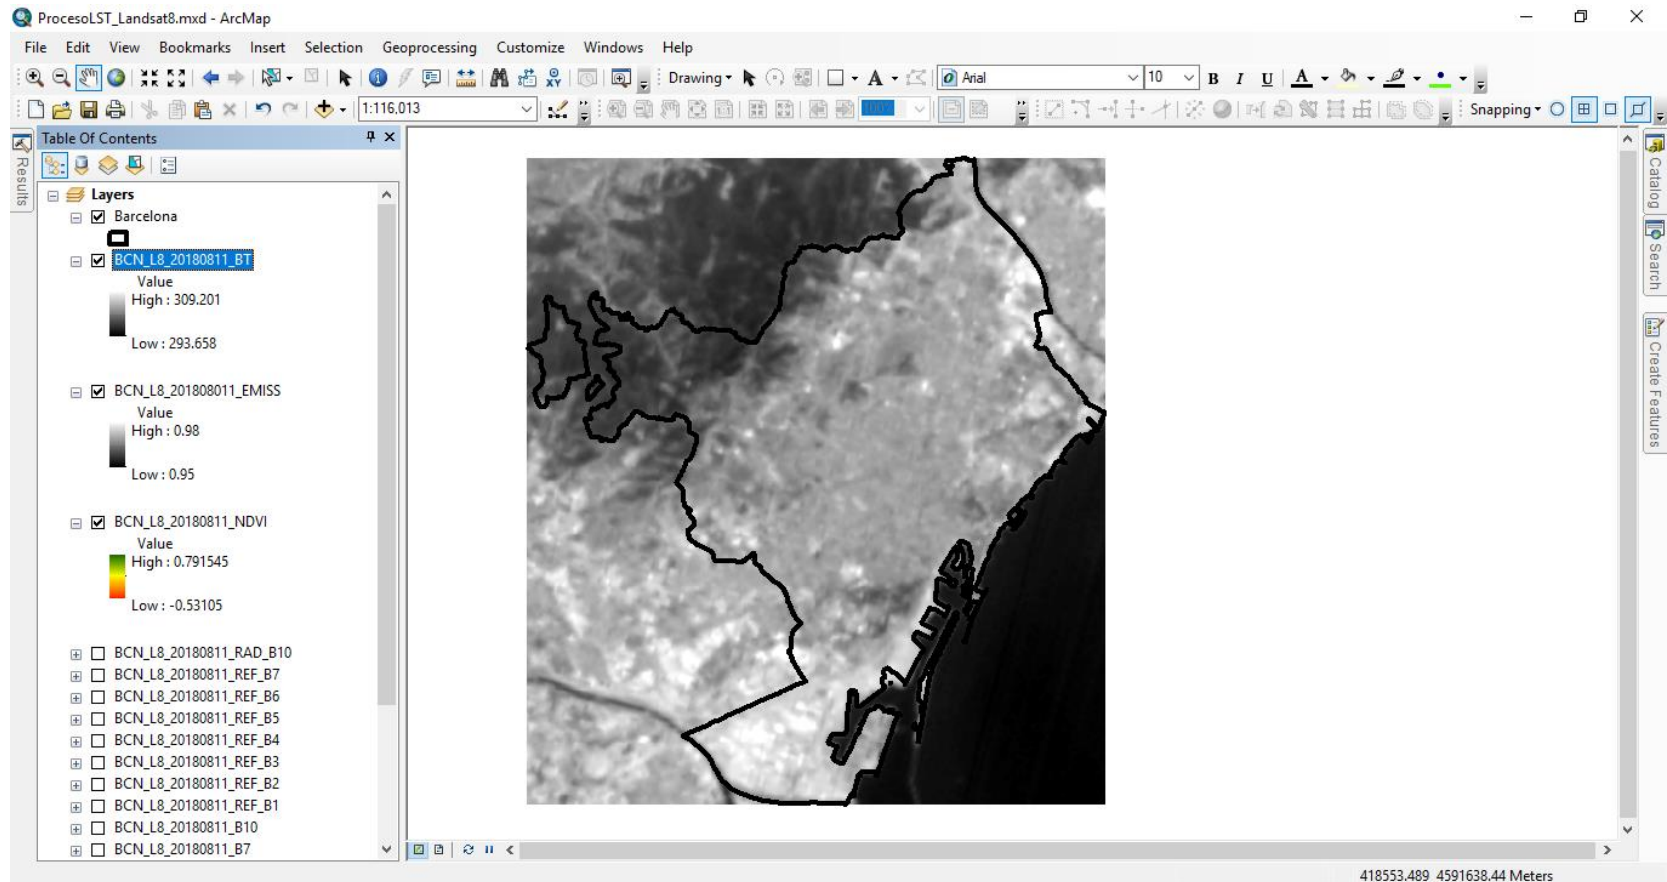 ProcesoLST_Landsat8.mxd - ArcMap
File Edit View Bookmarks Insert Selection Geoprocessing Customize Windows Help
Drawing A Arial 10 B I U A
1:116,013 100% Snapping
Table Of Contents
Results
Layers
Barcelona
BCN_L8_20180811_BT
Value
High : 309.201
Low : 293.658
BCN_L8_201808011_EMISS
Value
High : 0.98
Low : 0.95
BCN_L8_20180811_NDVI
Value
High : 0.791545
Low : -0.53105
BCN_L8_20180811_RAD_B10
BCN_L8_20180811_REF_B7
BCN_L8_20180811_REF_B6
BCN_L8_20180811_REF_B5
BCN_L8_20180811_REF_B4
BCN_L8_20180811_REF_B3
BCN_L8_20180811_REF_B2
BCN_L8_20180811_REF_B1
BCN_L8_20180811_B10
BCN_L8_20180811_B7
Catalog
Search
Create Features
418553.489 4591638.44 Meters